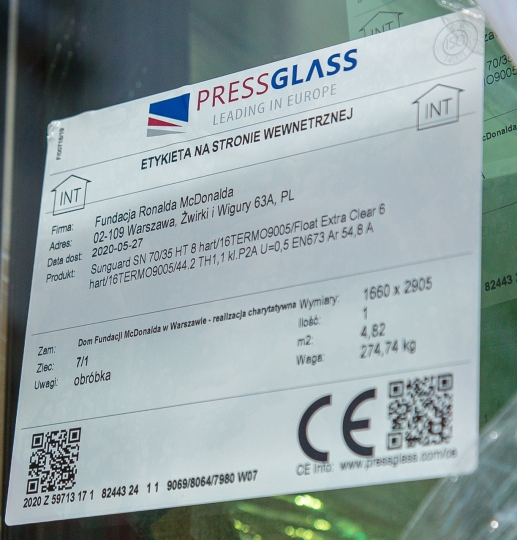 PRESSGLASS
LEADING IN EUROPE
ETYKIETA NA STRONIE WEWNETRZNEJ
INT
INT
Firma: Fundacja Ronalda McDonalda
Adres: 02-109 Warszawa, Żwirki i Wigury 63A, PL
Data dost: 2020-05-27
Produkt: Sunguard SN 70/35 HT 8 hart/16TERMO9005/Float Extra Clear 6
hart/16TERMO9005/44.2 TH1,1 kl.P2A U=0,5 EN673 Ar 54,8 A
Zam: Dom Fundacji McDonalda w Warszawie - realizacja charytatywna
Zlec: 7/1
Uwagi: obróbka
Wymiary: 1660 x 2905
Ilość: 1
m2: 4,82
Waga: 274,74 kg
CE
CE Info: www.pressglass.com/ce
2020 Z 59713 17 1 82443 24 1 1 9069/8064/7980 W07
INT
70/35
cDonalda
82443